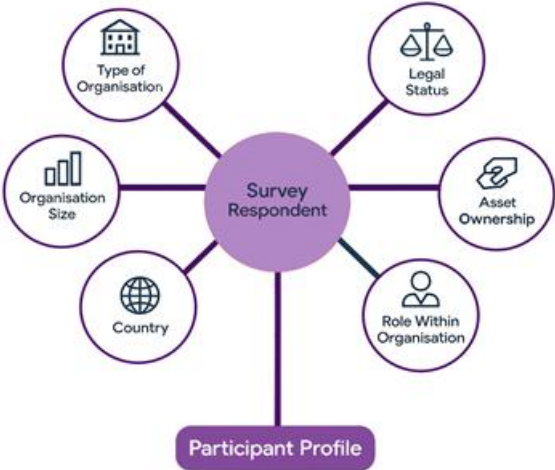 Type of
Organisation
Legal
Status
Organisation
Size
Survey
Respondent
Asset
Ownership
Country
Role Within
Organisation
Participant Profile